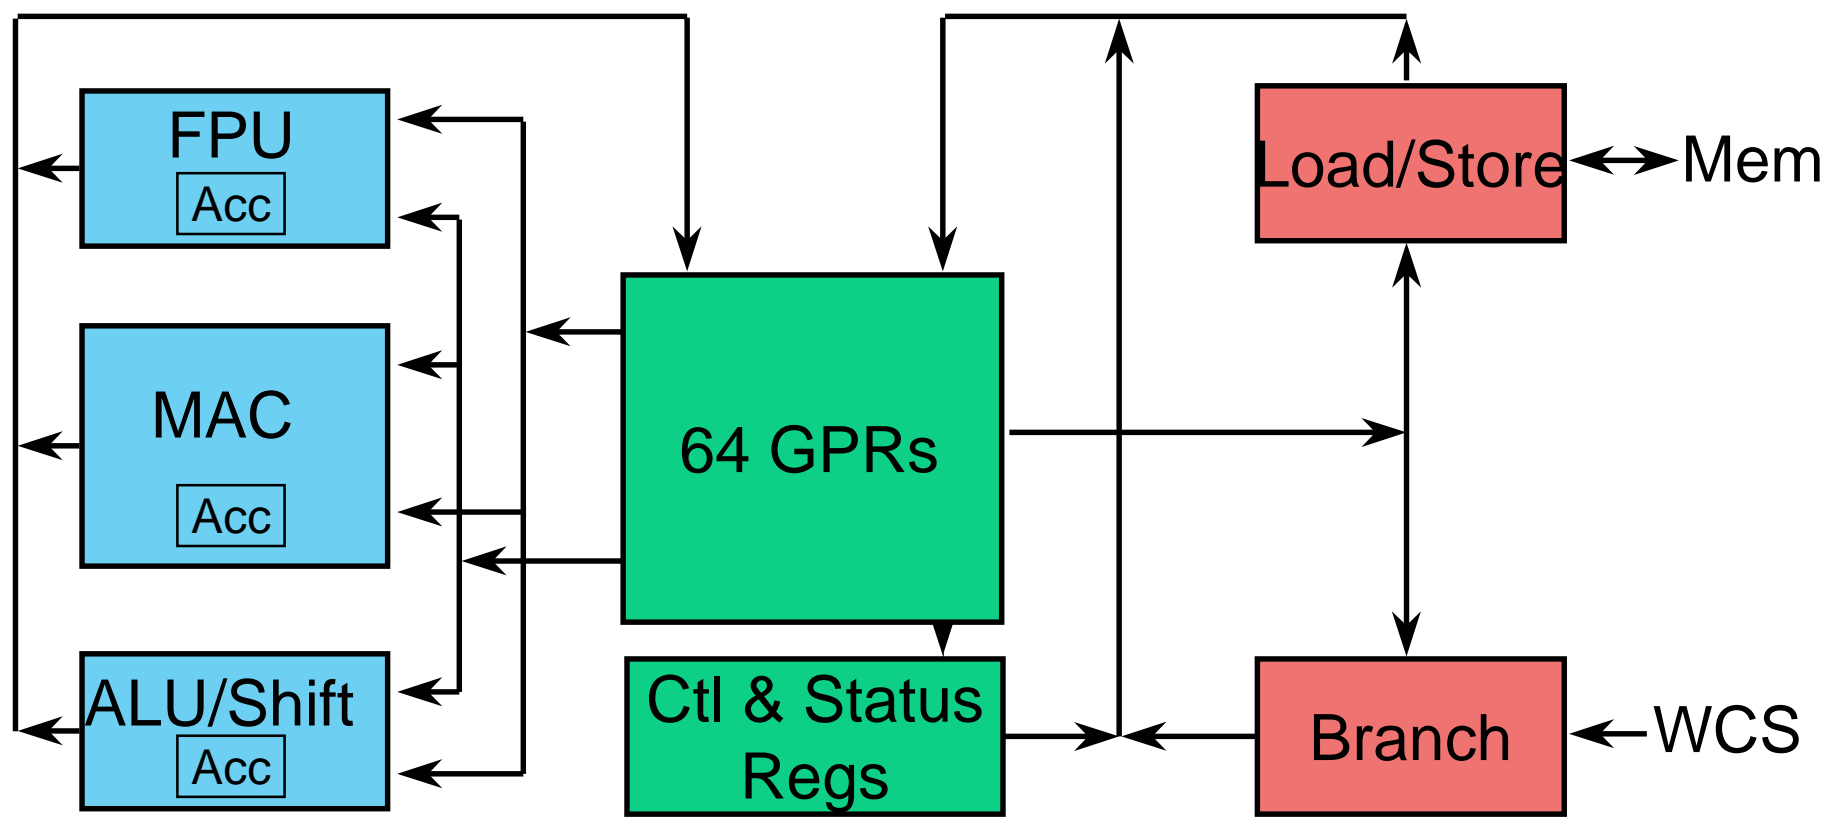 FPU
Acc
MAC
Acc
ALU/Shift
Acc
64 GPRs
Ctl & Status
Regs
Load/Store
Mem
Branch
WCS